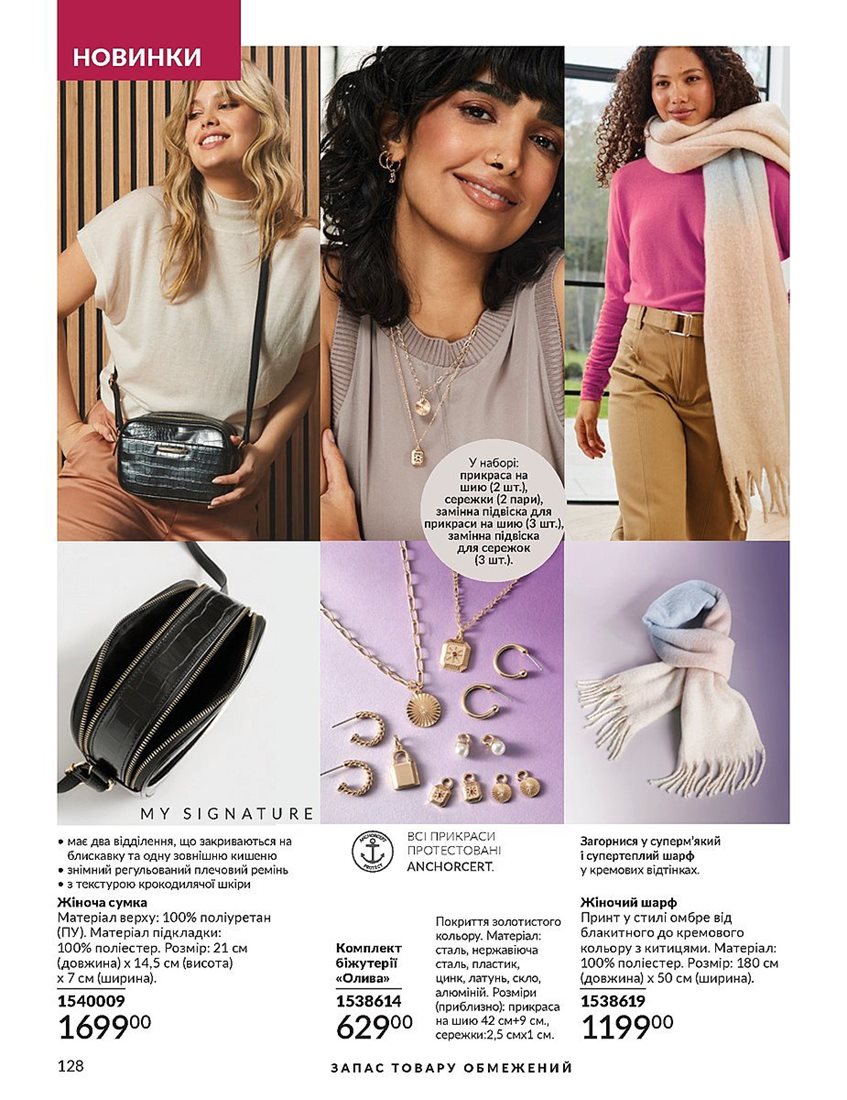 НОВИНКИ
У наборі:
прикраса на
шию (2 шт.),
сережки (2 пари),
замінна підвіска для
прикраси на шию (3 шт.),
замінна підвіска
для сережок
(3 шт.).
MY SIGNATURE
• має два відділення, що закриваються на
блискавку та одну зовнішню кишеню
• знімний регульований плечовий ремінь
• з текстурою крокодилячої шкіри
Жіноча сумка
Матеріал верху: 100% поліуретан
(ПУ). Матеріал підкладки:
100% поліестер. Розмір: 21 см
(довжина) x 14,5 см (висота)
x 7 см (ширина).
1540009
169900
ANCHORCERT
PROTECT
ВСІ ПРИКРАСИ
ПРОТЕСТОВАНІ
ANCHORCERT.
Комплект
біжутерії
«Олива»
1538614
62900
Покриття золотистого
кольору. Матеріал:
сталь, нержавіюча
сталь, пластик,
цинк, латунь, скло,
алюміній. Розміри
(приблизно): прикраса
на шию 42 см+9 см.,
сережки:2,5 смx1 см.
Загорнися у суперм'який
і супертеплий шарф
у кремових відтінках.
Жіночий шарф
Принт у стилі омбре від
блакитного до кремового
кольору з китицями. Матеріал:
100% поліестер. Розмір: 180 см
(довжина) x 50 см (ширина).
1538619
119900
128
ЗАПАС ТОВАРУ ОБМЕЖЕНИЙ